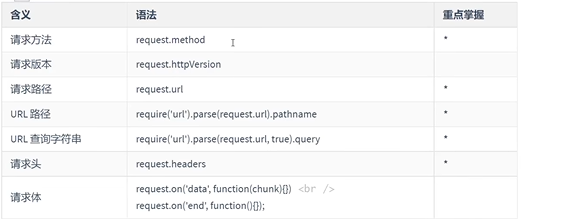 含义 语法 重点掌握
请求方法 request.method *
请求版本 request.httpVersion
请求路径 request.url *
URL 路径 require('url').parse(request.url).pathname *
URL 查询字符串 require('url').parse(request.url, true).query *
请求头 request.headers *
请求体 request.on('data', function(chunk){}) <br />
request.on('end', function(){});